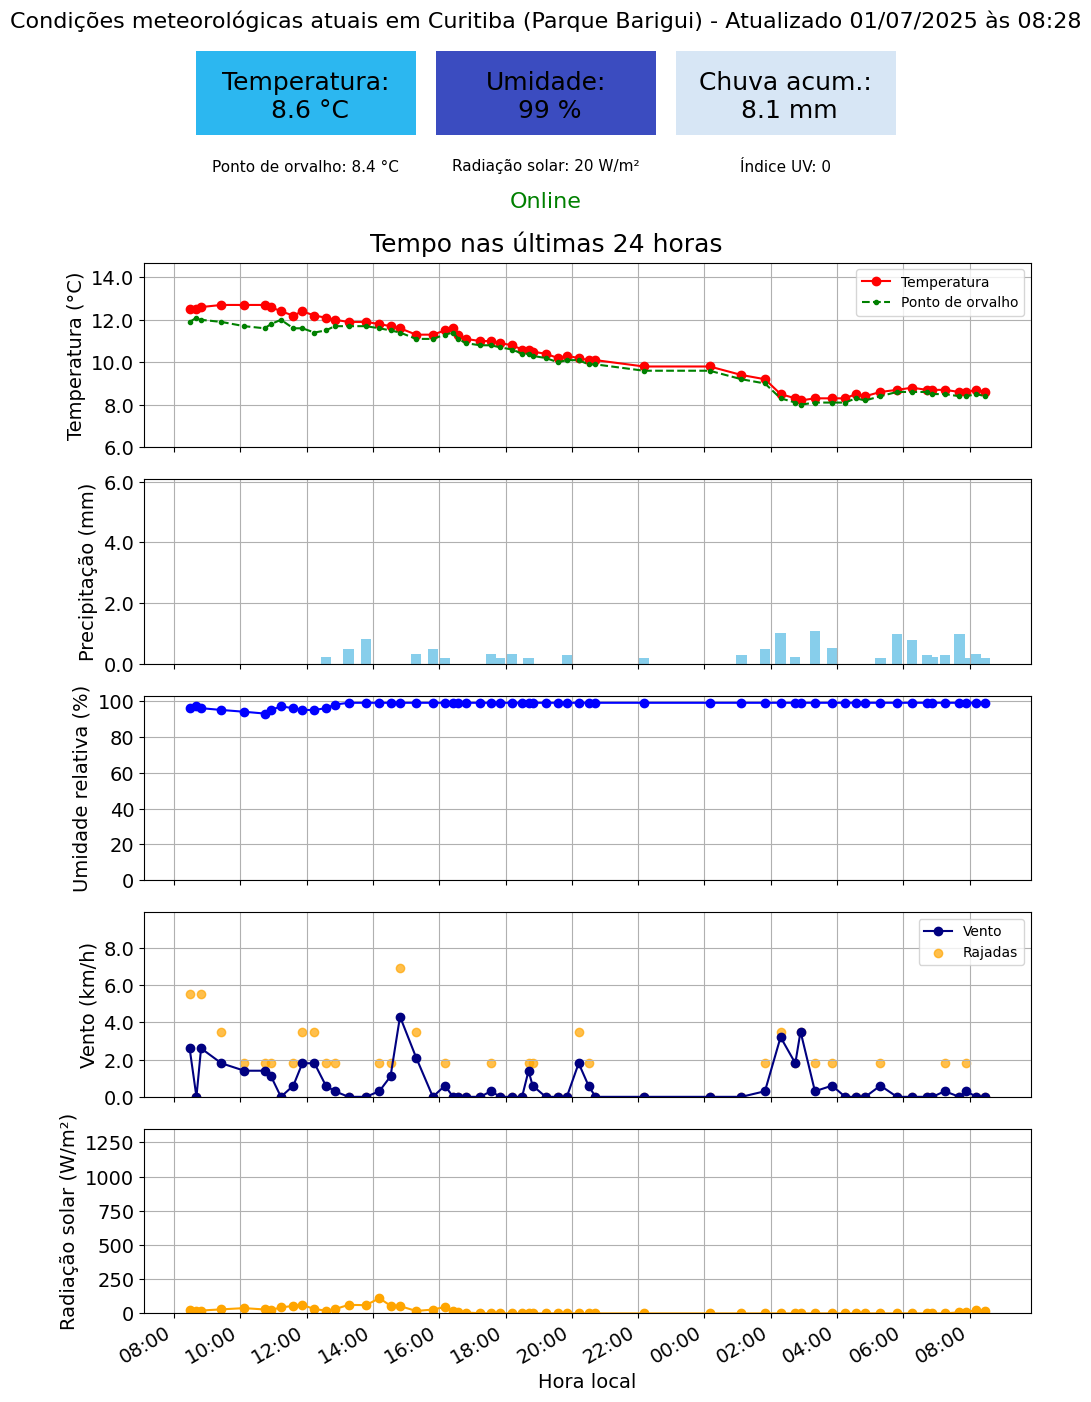 Condições meteorológicas atuais em Curitiba (Parque Barigui) - Atualizado 01/07/2025 às 08:28
Temperatura:
8.6 °C
Umidade:
99 %
Chuva acum.:
8.1 mm
Ponto de orvalho: 8.4 °C
Radiação solar: 20 W/m²
Índice UV: 0
Online
Tempo nas últimas 24 horas
Temperatura (°C)
14.0
12.0
10.0
8.0
6.0
Temperatura
Ponto de orvalho
Precipitação (mm)
6.0
4.0
2.0
0.0
Umidade relativa (%)
100
80
60
40
20
0
Vento (km/h)
8.0
6.0
4.0
2.0
0.0
Vento
Rajadas
Radiação solar (W/m²)
1250
1000
750
500
250
0
08:00
10:00
12:00
14:00
16:00
18:00
20:00
22:00
00:00
02:00
04:00
06:00
08:00
Hora local